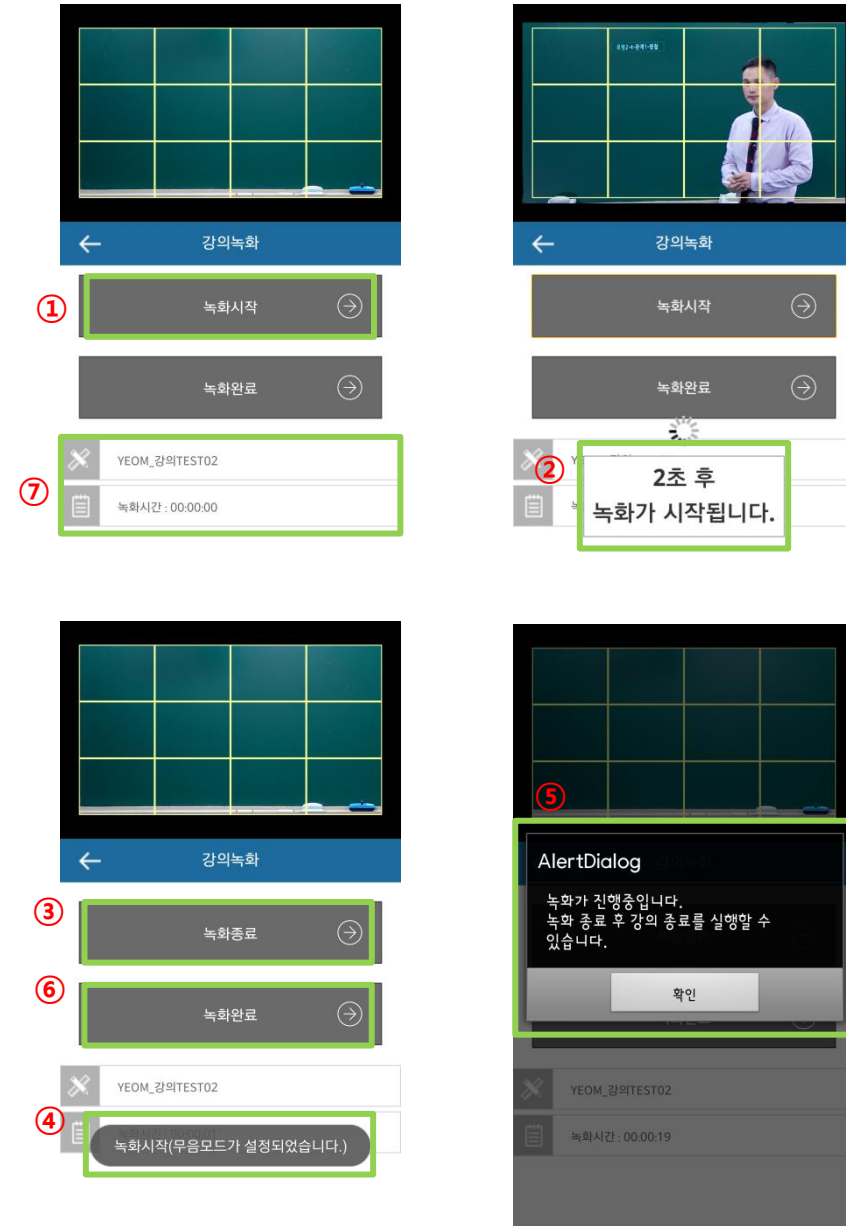 강의녹화
①
녹화시작
녹화완료
⑦
YEOM_강의TEST02
녹화시간 : 00:00:00
강의녹화
녹화시작
녹화완료
②
2초 후
녹화가 시작됩니다.
강의녹화
③
녹화종료
⑥
녹화완료
YEOM_강의TEST02
④
녹화시작(무음모드가 설정되었습니다.)
⑤
AlertDialog
녹화가 진행중입니다.
녹화 종료 후 강의 종료를 실행할 수
있습니다.
확인
YEOM_강의TEST02
녹화시간 : 00:00:19